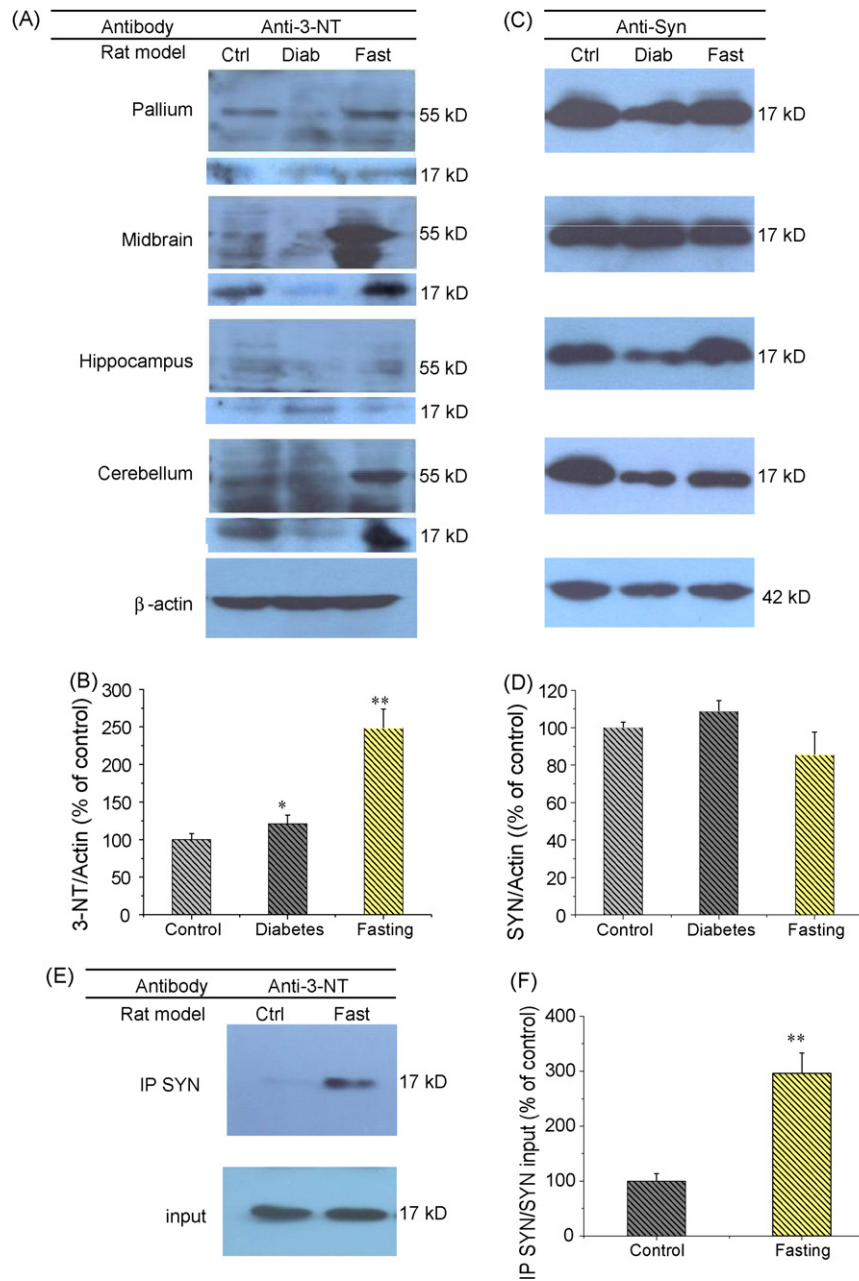 (A)
Antibody Anti-3-NT
Rat model Ctrl Diab Fast
Pallium 55 kD
17 kD
Midbrain 55 kD
17 kD
Hippocampus 55 kD
17 kD
Cerebellum 55 kD
17 kD
β-actin
(C)
Anti-Syn
Ctrl Diab Fast
17 kD
17 kD
17 kD
17 kD
42 kD
(B)
3-NT/Actin (% of control)
300
250
200
150
100
50
0
*
**
Control Diabetes Fasting
(D)
SYN/Actin ((% of control)
120
100
80
60
40
20
0
Control Diabetes Fasting
(E)
Antibody Anti-3-NT
Rat model Ctrl Fast
IP SYN 17 kD
input 17 kD
(F)
IP SYN/SYN input (% of control)
400
300
200
100
0
**
Control Fasting